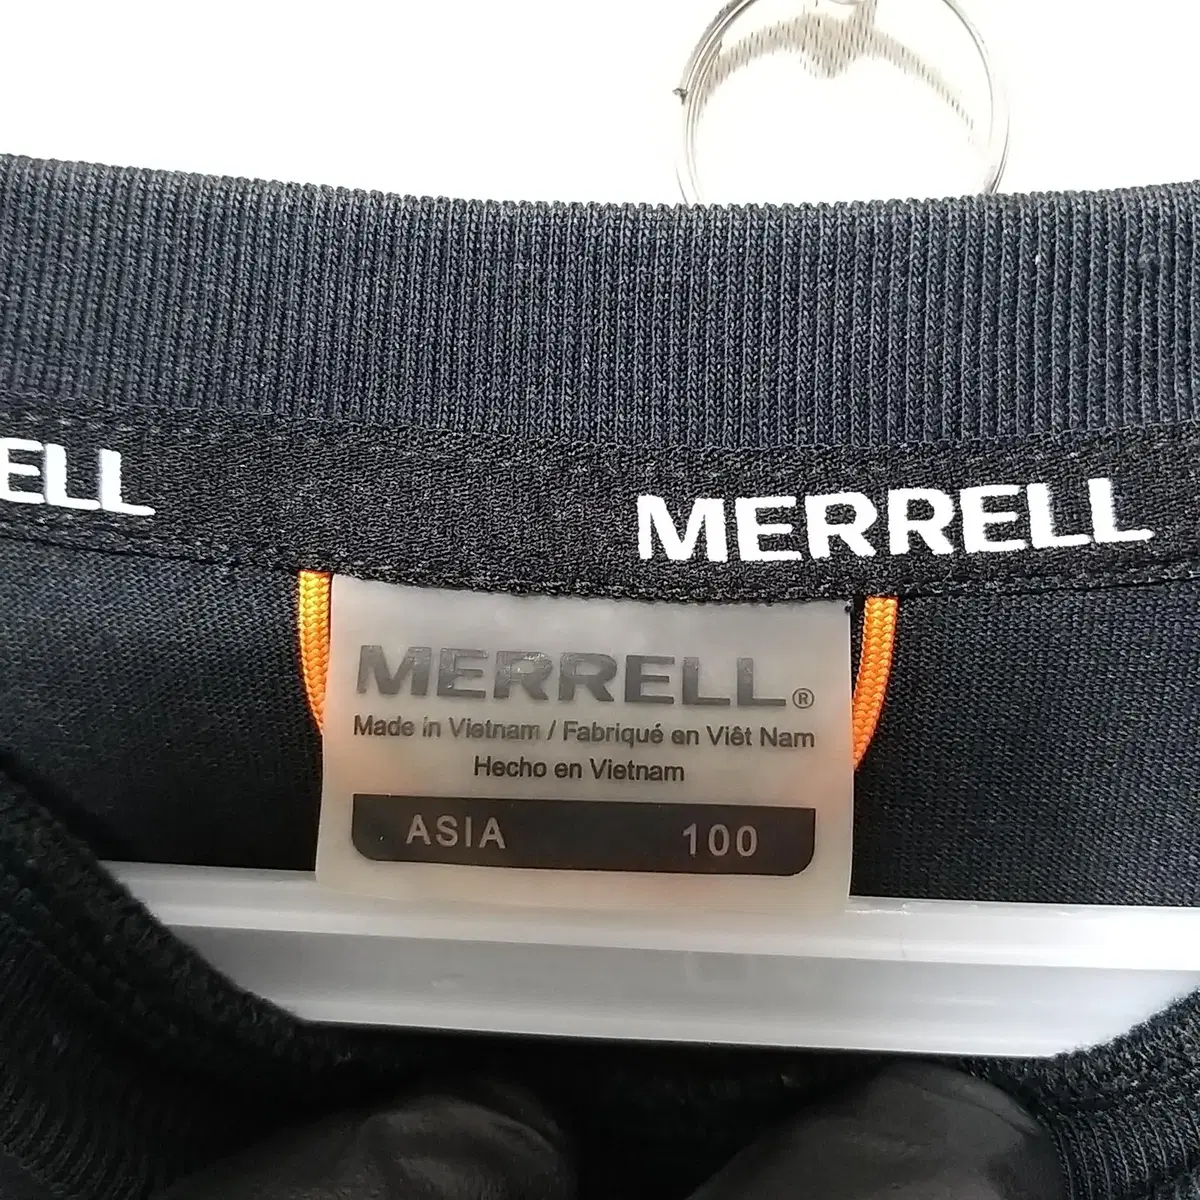 ELL
MERRELL
MERRELL®
Made in Vietnam / Fabriqué en Viêt Nam
Hecho en Vietnam
ASIA 100